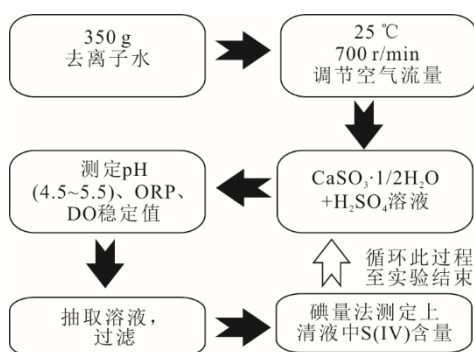 350 g
去离子水
25 ℃
700 r/min
调节空气流量
CaSO₃·1/2H₂O
+H₂SO₄溶液
测定pH
(4.5~5.5)、ORP、
DO稳定值
抽取溶液，
过滤
碘量法测定上
清液中S(IV)含量
循环此过程
至实验结束